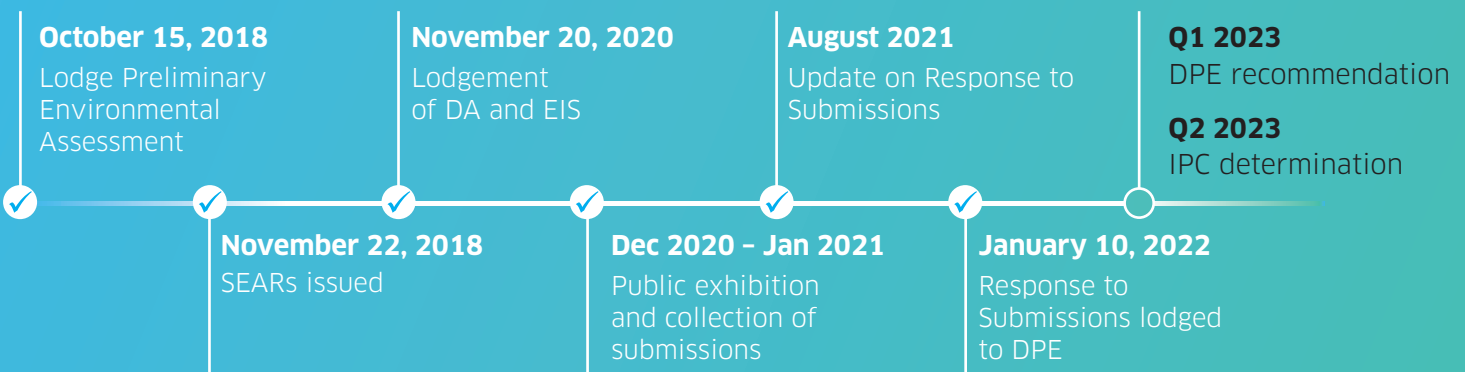 October 15, 2018
Lodge Preliminary
Environmental
Assessment
November 22, 2018
SEARs issued
November 20, 2020
Lodgement
of DA and EIS
Dec 2020 – Jan 2021
Public exhibition
and collection of
submissions
August 2021
Update on Response to
Submissions
January 10, 2022
Response to
Submissions lodged
to DPE
Q1 2023
DPE recommendation
Q2 2023
IPC determination